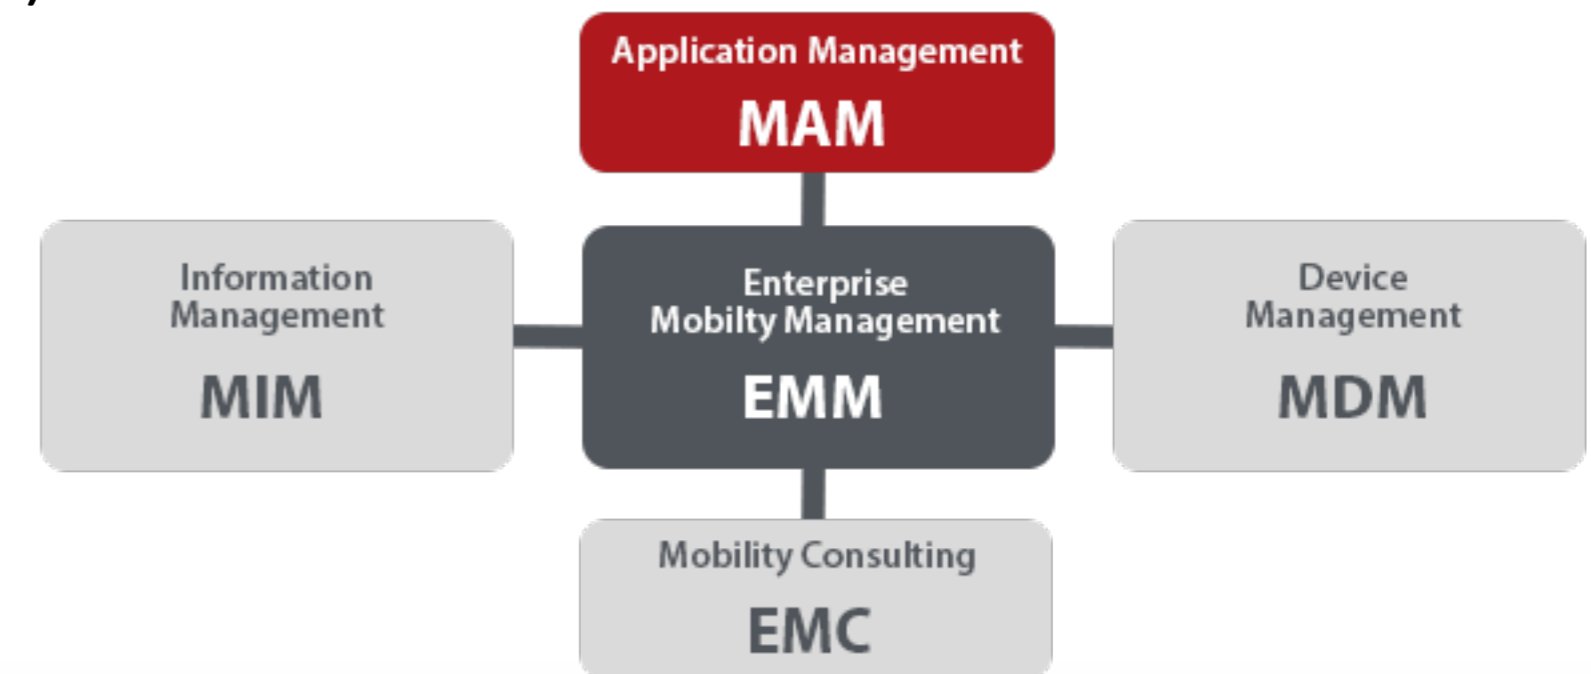 Application Management
MAM
Information
Management
MIM
Enterprise
Mobilty Management
EMM
Device
Management
MDM
Mobility Consulting
EMC